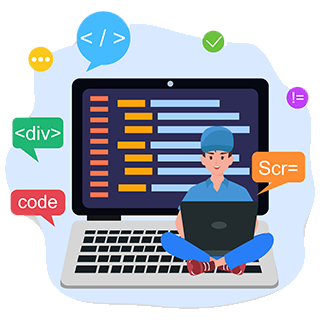 </>
!=
<div>
Scr=
code